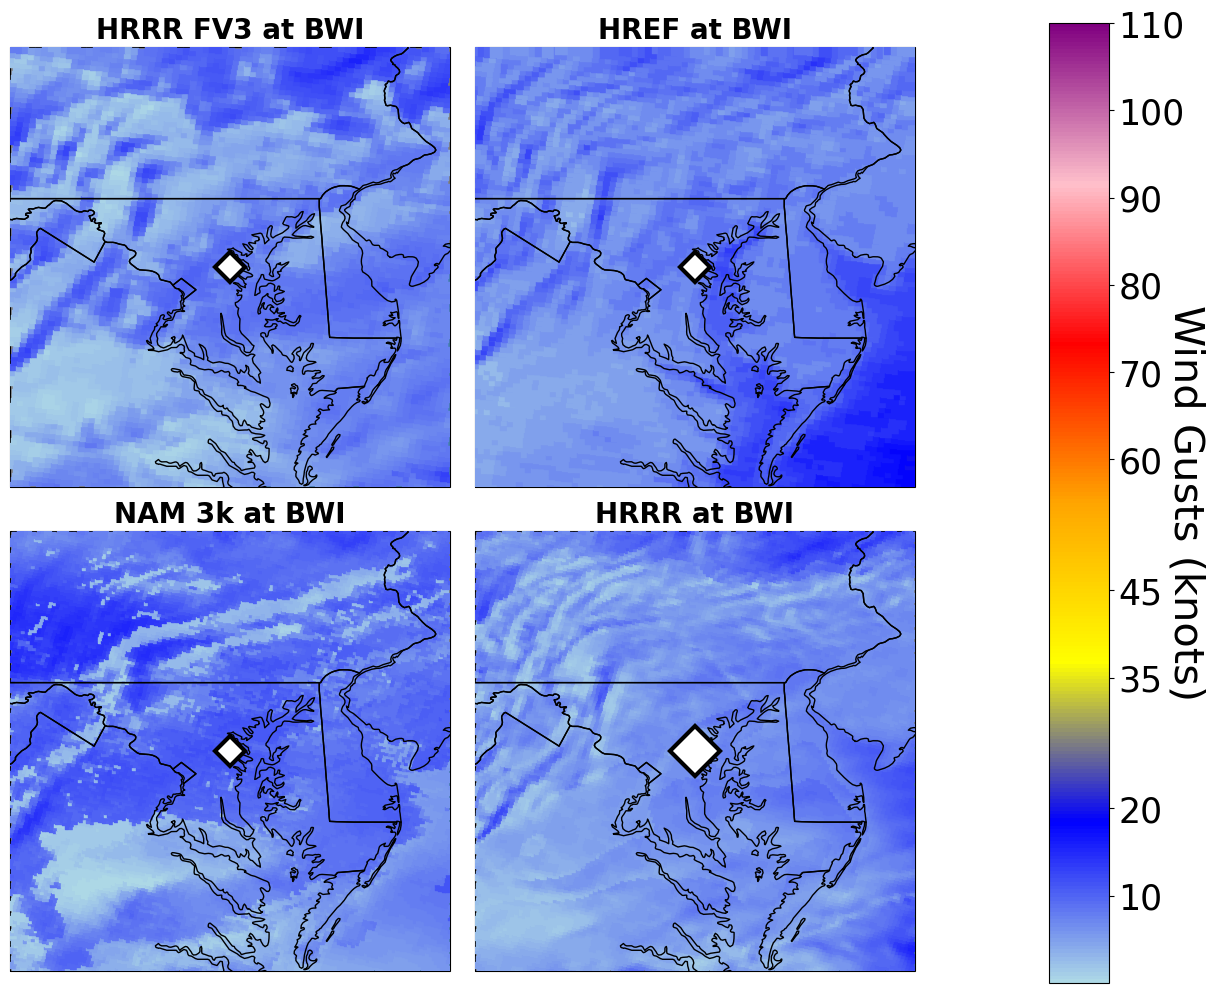 HRRR FV3 at BWI
HREF at BWI
NAM 3k at BWI
HRRR at BWI
110
100
90
80
70
60
45
35
20
10
Wind Gusts (knots)